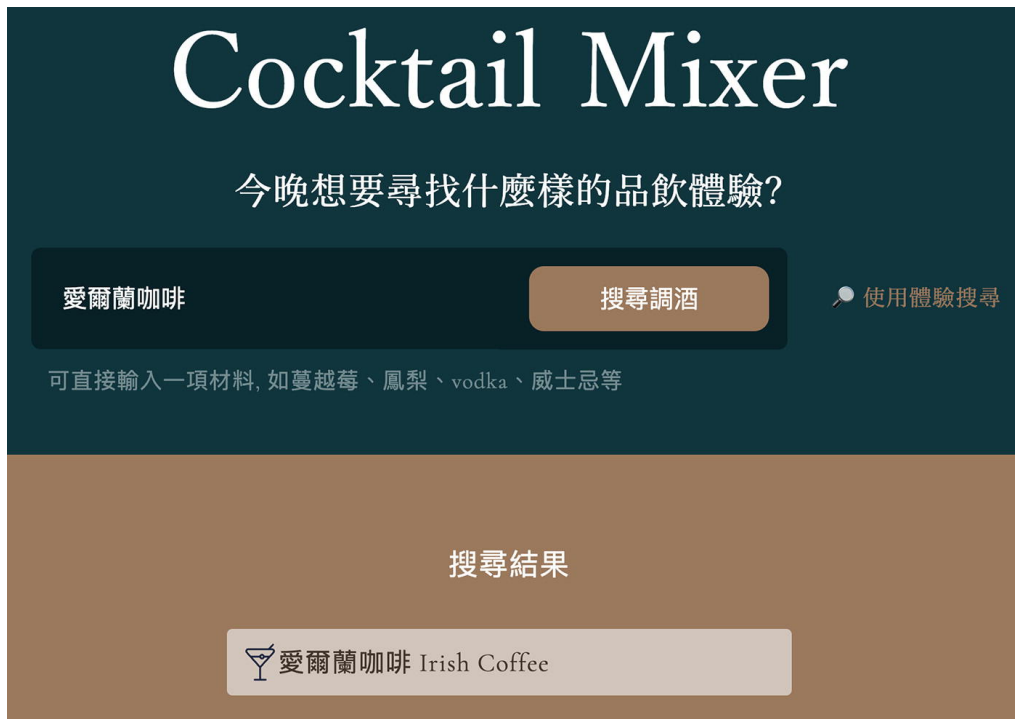 Cocktail Mixer
今晚想要尋找什麼樣的品飲體驗?
愛爾蘭咖啡
搜尋調酒
使用體驗搜尋
可直接輸入一項材料, 如蔓越莓、鳳梨、vodka、威士忌等
搜尋結果
愛爾蘭咖啡 Irish Coffee